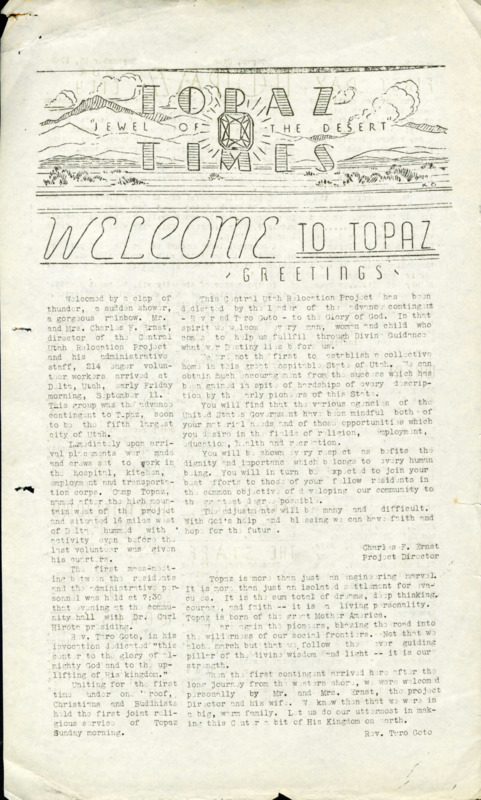 TOPAZ
"JEWEL OF THE DESERT"
TIMES
WELCOME TO TOPAZ
GREETINGS
Welcomed by a clap of
thunder, a sudden shower,
a gorgeous rainbow, Mr.
and Mrs. Charles F. Ernst,
director of the Central
Utah Relocation Project
and his administrative
staff, 214 eager volun-
teer workers arrived at
Delta, Utah, early Friday
morning, September 11.
This group was the advance
contingent to Topaz, soon
to be the fifth largest
city of Utah.
Immediately upon arri-
val placements were made
and crews set to work in
the hospital, kitchen,
employment and transporta-
tion corps. Camp Topaz,
named after the high moun-
tain west of the project
and situated 16 miles west
of Delta hummed with
activity even before the
last volunteer was given
his quarters.
The first mass-meet-
ing between the residents
and the administrative per-
sonnel was held at 7:30
that evening at the commu-
nity hall with Dr. Carl
Hirota presiding.
Rev. Taro Goto, in his
invocation dedicated "this
center to the glory of
mighty God and to the up-
lifting of His kingdom."
Uniting for the first
time under one roof,
Christians and Buddhists
held the first joint reli-
gious service of Topaz
Sunday morning.
This Central Utah Relocation Project has been
dedicated by the leader of the advance contingent
- Reverend Taro Goto - to the Glory of God. In that
spirit we welcome every man, woman and child who
come to help us fullfil through Divine Guidance
what ever Destiny lies before us.
We are not the first to establish a collective
home in this great hospitable State of Utah. We can
obtain much encouragement from the success which has
been gained in spite of hardships of every descrip-
tion by the early pioneers of this State.
You will find that the various agencies of the
United States Government have been mindful both of
your material needs and of those opportunities which
you desire in the fields of religion, employment,
education, health and recreation.
You will be shown every respect as befits the
dignity and importance which belongs to every human
being. You will in turn be expected to join your
best efforts to those of your fellow residents in
the common objective of developing our community to
the greatest degree possible.
The adjustments will be many and difficult.
With God's help and blessing we can have faith and
hope for the future.
Charles F. Ernst
Project Director
Topaz is more than just an engineering marvel.
It is more than just an isolated settlement for eva-
cuees. It is the sum total of dreams, deep thinking,
courage, and faith -- it is a living personality.
Topaz is born of the great Mother America.
are again the pioneers, blazing the road into
the wilderness of our social frontiers. Not that we
alone march but that we follow the ever guiding
pillar of the divine wisdom and light -- it is our
strength.
When the first contingent arrived here after the
long journey from the western shore, we were welcomed
personally by Mr. and Mrs. Ernst, the project
Director and his wife. We knew then that we were in
a big, warm family. Let us do our uttermost in mak-
ing this Center a bit of His Kingdom on earth.
Rev. Taro Goto